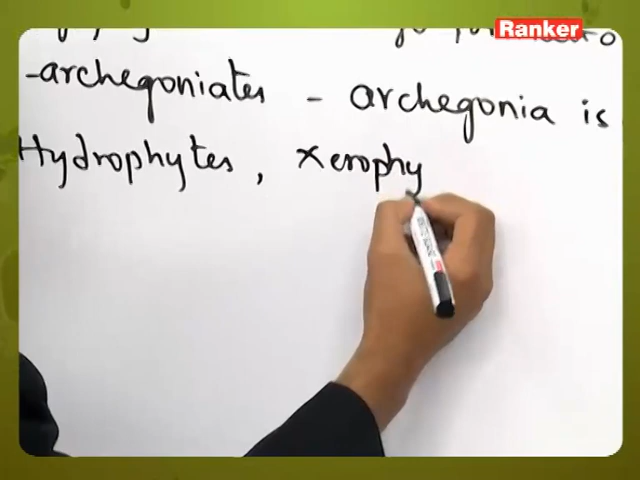 Ranker
-archegoniates - archegonia is
Hydrophytes, xerophy